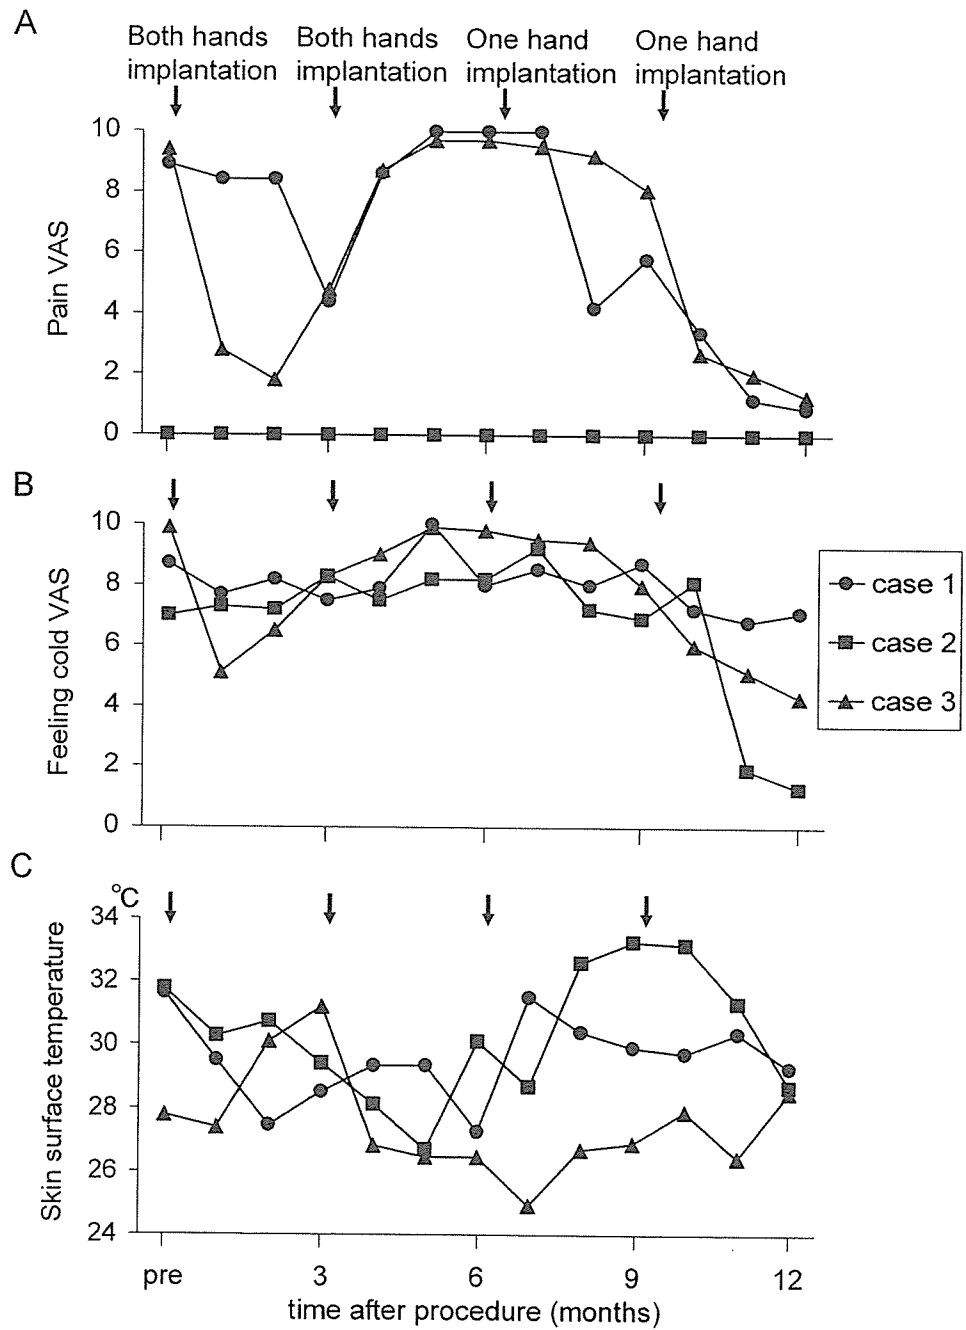 A
Both hands implantation
Both hands implantation
One hand implantation
One hand implantation
10
8
6
4
2
0
Pain VAS
B
10
8
6
4
2
0
Feeling cold VAS
case 1
case 2
case 3
C
°C
34
32
30
28
26
24
Skin surface temperature
pre 3 6 9 12
time after procedure (months)